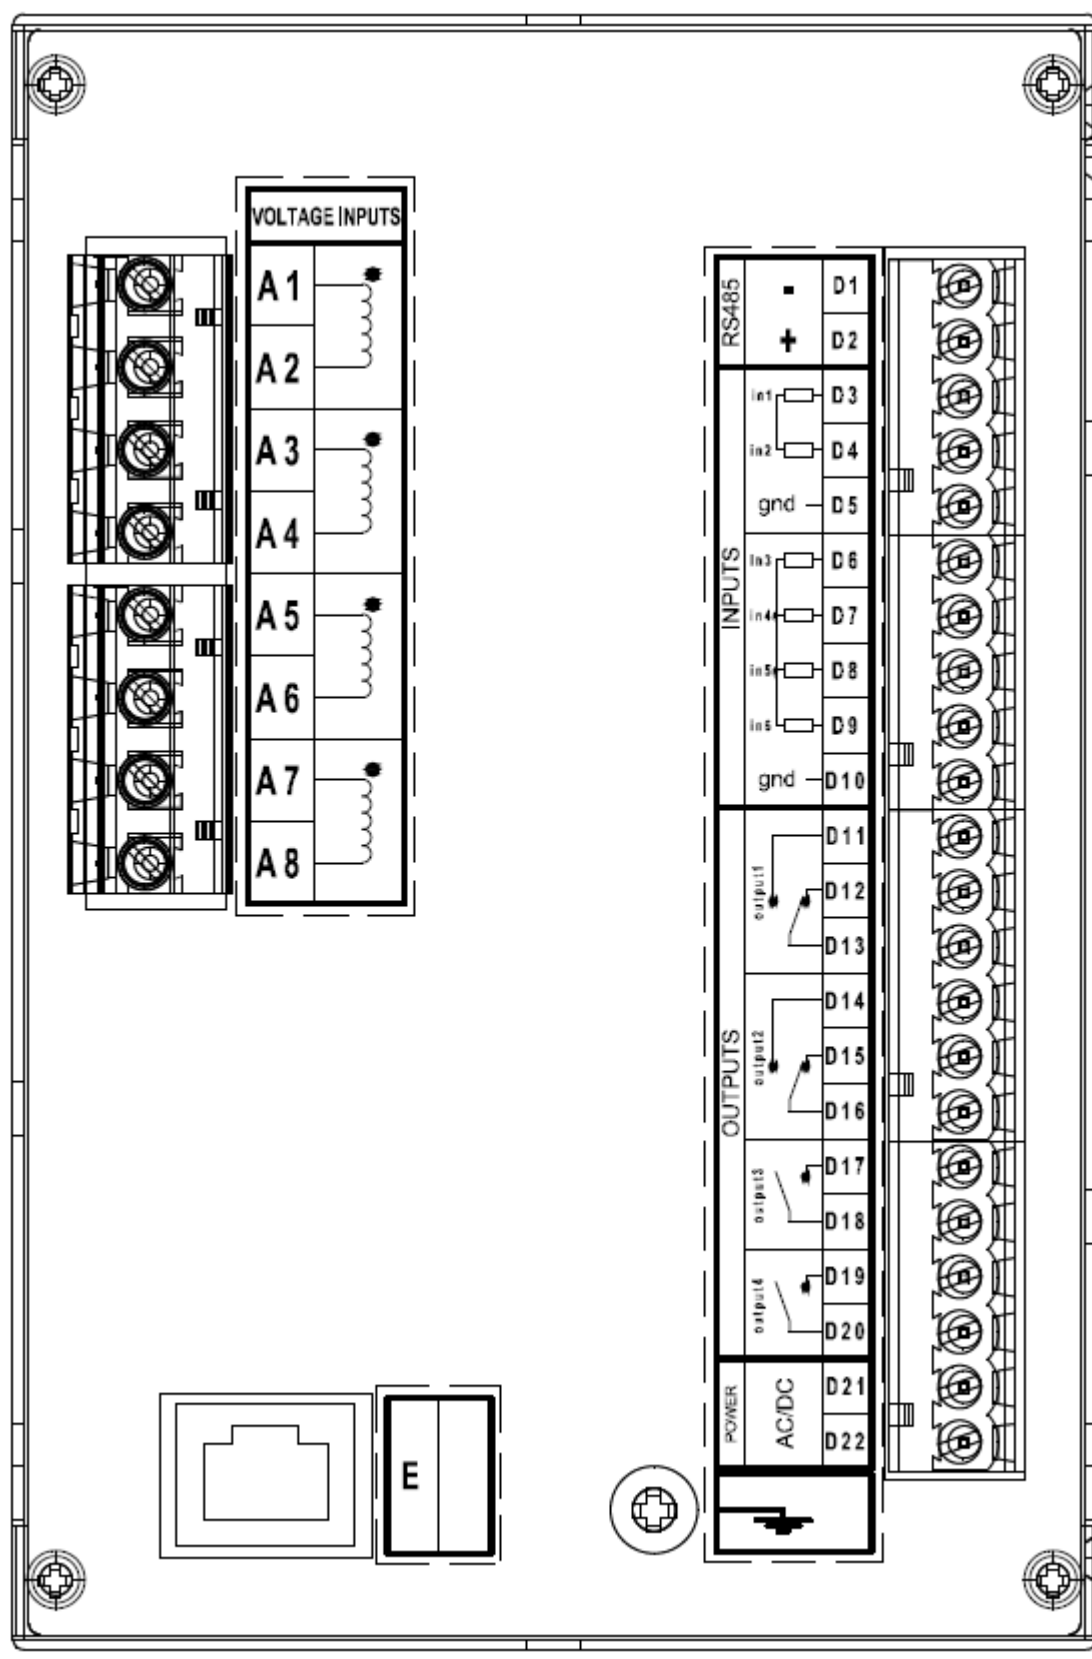 VOLTAGE INPUTS
A1
A2
A3
A4
A5
A6
A7
A8
E
RS485
- D1
+ D2
INPUTS
in1 D3
in2 D4
gnd D5
in3 D6
in4 D7
in5 D8
in6 D9
gnd D10
OUTPUTS
output1
D11
D12
D13
output2
D14
D15
D16
output3
D17
D18
output4
D19
D20
POWER
AC/DC
D21
D22